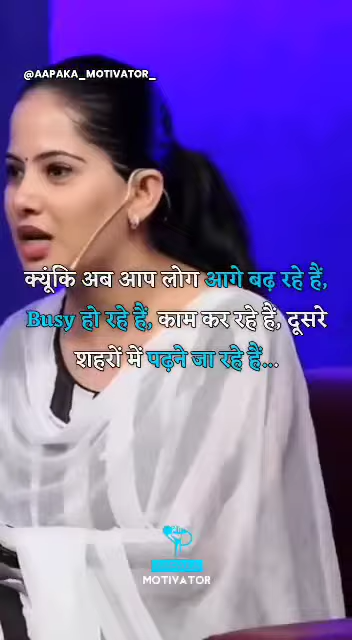 @AAPAKA_MOTIVATOR_
क्यूंकि अब आप लोग आगे बढ़ रहे हैं,
Busy हो रहे हैं, काम कर रहे हैं, दूसरे
शहरों में पढ़ने जा रहे हैं...
MOTIVATOR